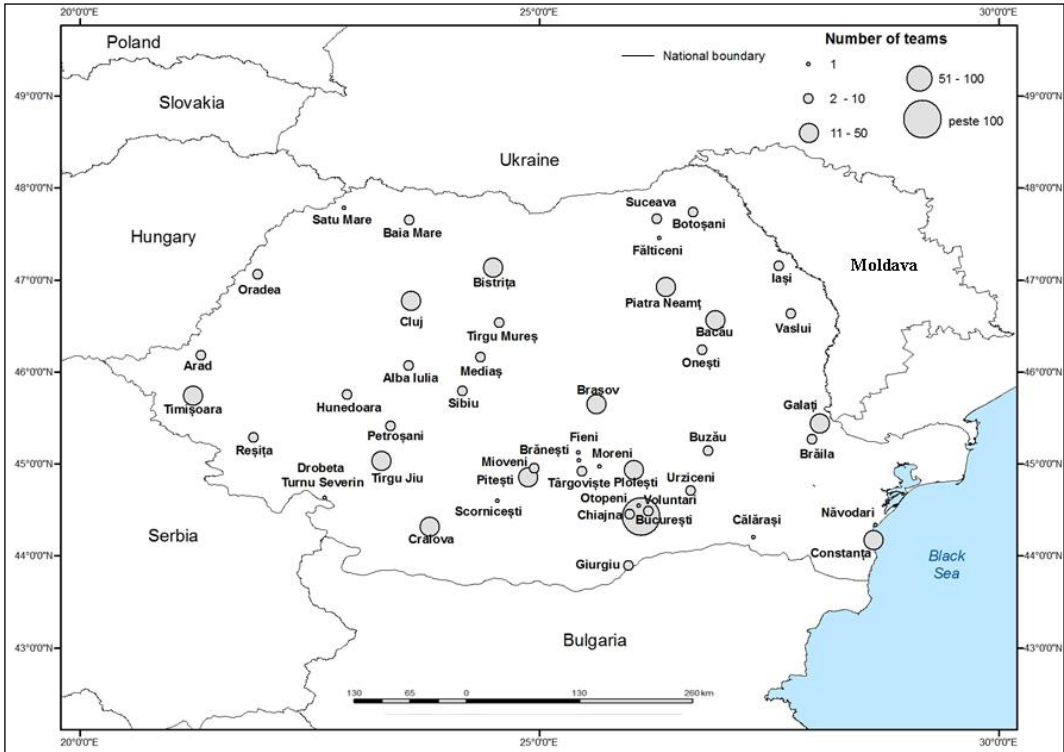 20°0'0"E
25°0'0"E
30°0'0"E
Poland
Number of teams
National boundary
1
51 - 100
2 - 10
peste 100
11 - 50
49°0'0"N
49°0'0"N
Slovakia
Ukraine
48°0'0"N
48°0'0"N
Satu Mare
Baia Mare
Suceava
Botoșani
Fălticeni
Hungary
Moldava
47°0'0"N
47°0'0"N
Oradea
Bistrița
Iași
Piatra Neamț
Cluj
Tîrgu Mureș
Bacău
Vaslui
Onești
46°0'0"N
46°0'0"N
Arad
Mediaș
Alba Iulia
Timișoara
Hunedoara
Sibiu
Brașov
Galați
Petroșani
Reșița
Fieni
Buzău
Brănești
Moreni
Brăila
45°0'0"N
45°0'0"N
Drobeta
Turnu Severin
Tîrgu Jiu
Mioveni
Pitești
Târgoviște
Ploiești
Urziceni
Otopeni
Voluntari
Scornicești
Chiajna
București
Călărași
Năvodari
Craiova
Serbia
Constanța
44°0'0"N
44°0'0"N
Giurgiu
Black
Sea
Bulgaria
43°0'0"N
43°0'0"N
130
65
0
130
260 km
20°0'0"E
25°0'0"E
30°0'0"E